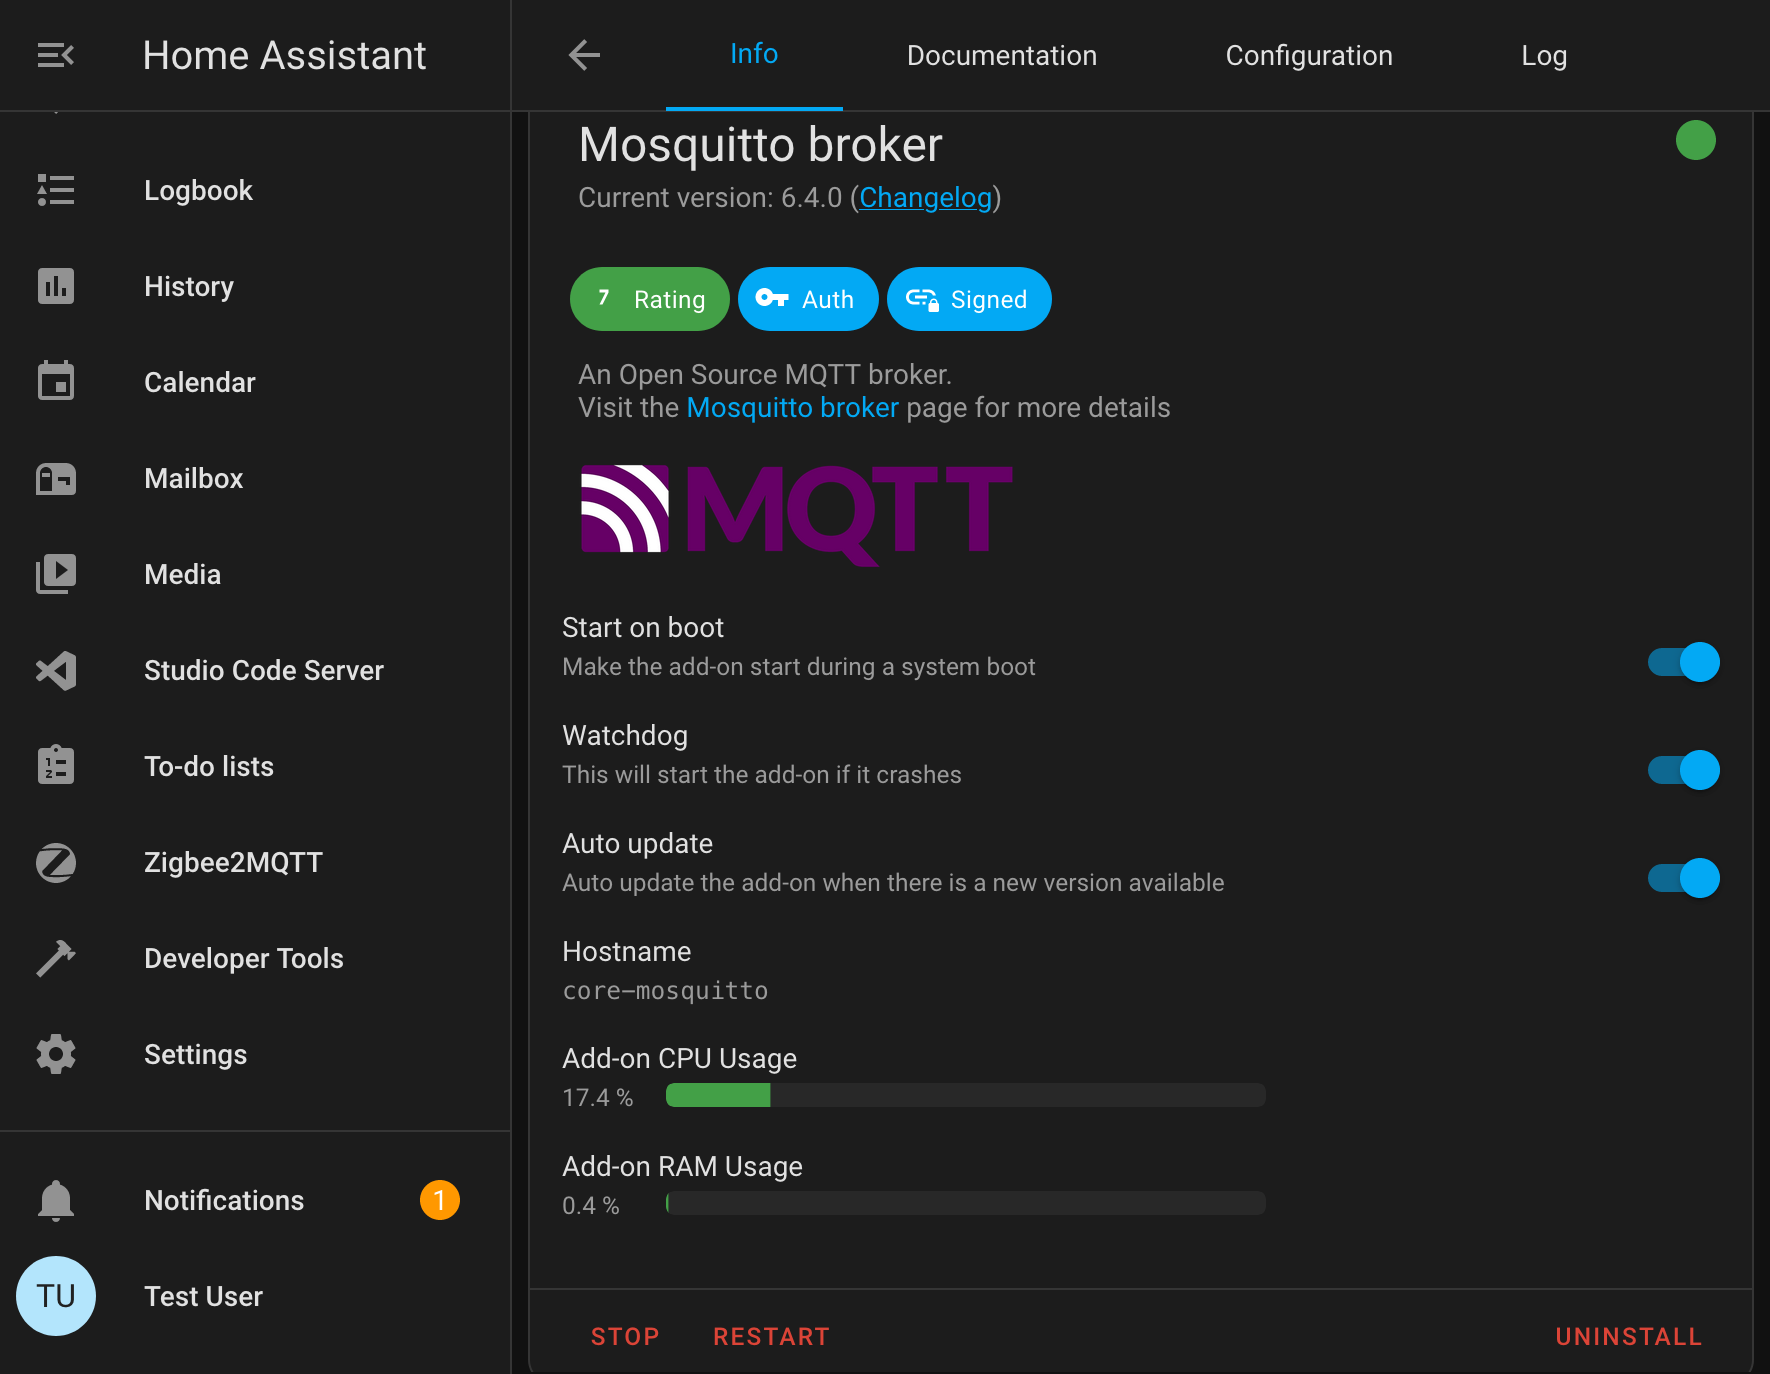 Home Assistant
Info
Documentation
Configuration
Log
Logbook
History
Calendar
Mailbox
Media
Studio Code Server
To-do lists
Zigbee2MQTT
Developer Tools
Settings
Notifications
1
TU
Test User
Mosquitto broker
Current version: 6.4.0 (Changelog)
7 Rating
Auth
Signed
An Open Source MQTT broker.
Visit the Mosquitto broker page for more details
MQTT
Start on boot
Make the add-on start during a system boot
Watchdog
This will start the add-on if it crashes
Auto update
Auto update the add-on when there is a new version available
Hostname
core-mosquitto
Add-on CPU Usage
17.4 %
Add-on RAM Usage
0.4 %
STOP
RESTART
UNINSTALL